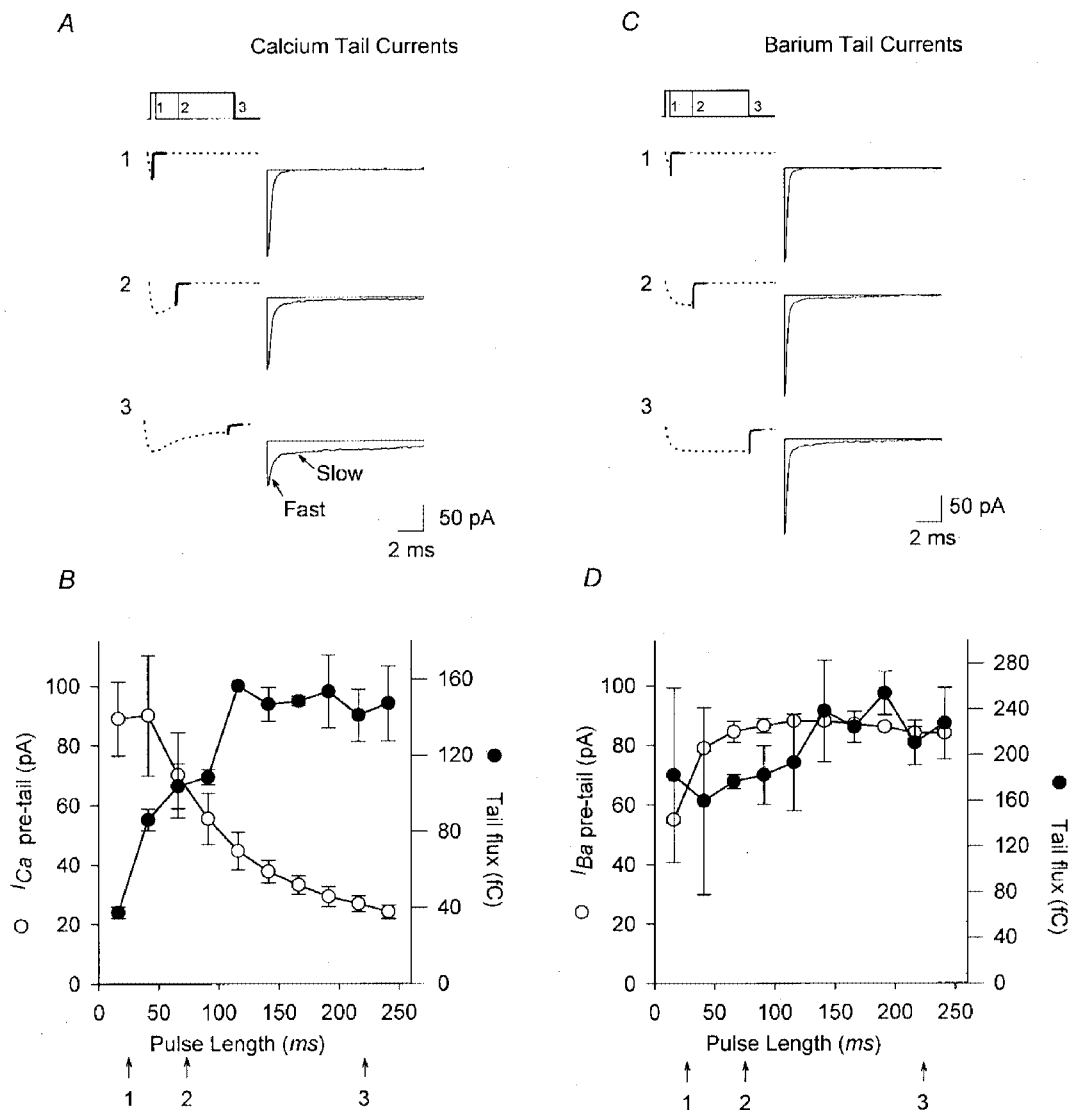 A
Calcium Tail Currents
1 2 3
1
2
3
Slow
Fast
50 pA
2 ms
C
Barium Tail Currents
1 2 3
1
2
3
50 pA
2 ms
B
100
80
60
40
20
0
I Ca pre-tail (pA)
160
120
80
40
0
Tail flux (fC)
0 50 100 150 200 250
Pulse Length (ms)
1 2 3
D
100
80
60
40
20
0
I Ba pre-tail (pA)
280
240
200
160
120
80
40
0
Tail flux (fC)
0 50 100 150 200 250
Pulse Length (ms)
1 2 3